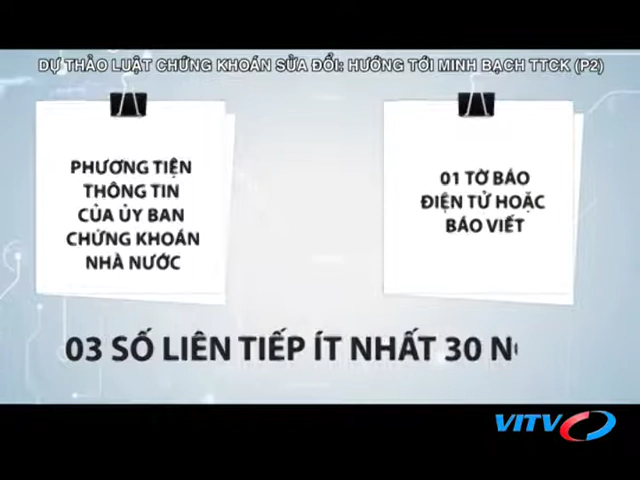 DỰ THẢO LUẬT CHỨNG KHOÁN SỬA ĐỔI: HƯỚNG TỚI MINH BẠCH TTCK (P2)
PHƯƠNG TIỆN
THÔNG TIN
CỦA ỦY BAN
CHỨNG KHOÁN
NHÀ NƯỚC
01 TỜ BÁO
ĐIỆN TỬ HOẶC
BÁO VIẾT
03 SỐ LIÊN TIẾP ÍT NHẤT 30 N
VITV